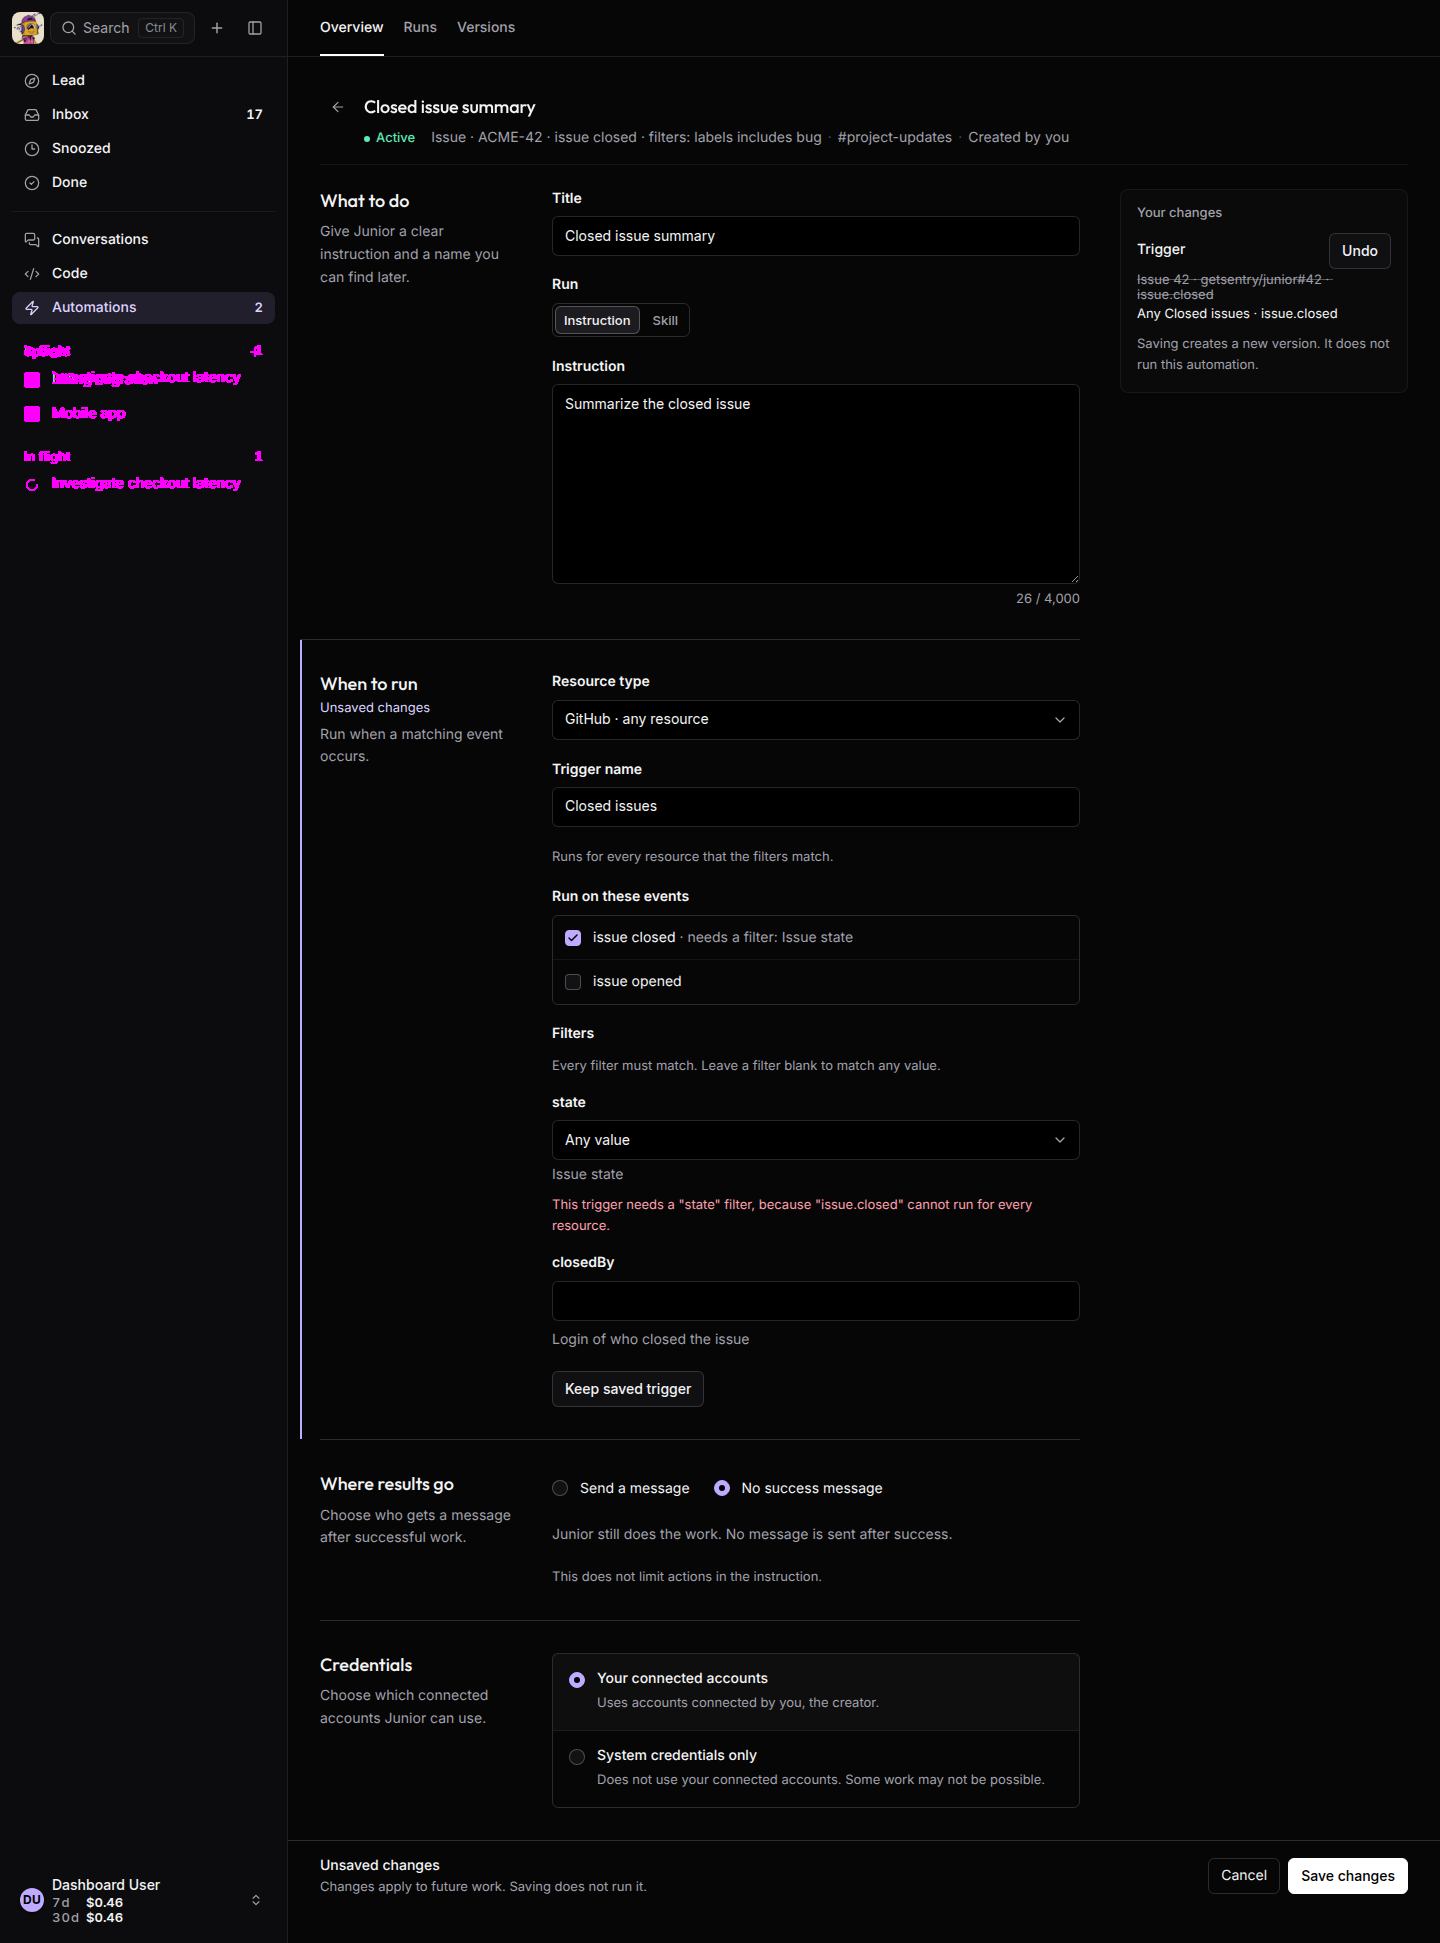 Search Ctrl K
Overview Runs Versions
Lead
Inbox 17
Snoozed
Done
Conversations
Code
Automations 2
1
checkout latency
Mobile app
In flight 1
Investigate checkout latency
DU Dashboard User
7d $0.46
30d $0.46
Closed issue summary
Active Issue · ACME-42 · issue closed · filters: labels includes bug · #project-updates · Created by you
What to do
Give Junior a clear
instruction and a name you
can find later.
Title
Closed issue summary
Run
Instruction Skill
Instruction
Summarize the closed issue
26 / 4,000
When to run
Unsaved changes
Run when a matching event
occurs.
Resource type
GitHub · any resource
Trigger name
Closed issues
Runs for every resource that the filters match.
Run on these events
issue closed · needs a filter: Issue state
issue opened
Filters
Every filter must match. Leave a filter blank to match any value.
state
Any value
Issue state
This trigger needs a "state" filter, because "issue.closed" cannot run for every
resource.
closedBy
Login of who closed the issue
Keep saved trigger
Where results go
Choose who gets a message
after successful work.
Send a message No success message
Junior still does the work. No message is sent after success.
This does not limit actions in the instruction.
Credentials
Choose which connected
accounts Junior can use.
Your connected accounts
Uses accounts connected by you, the creator.
System credentials only
Does not use your connected accounts. Some work may not be possible.
Your changes
Trigger Undo
Issue 42 · getsentry/junior#42 ·
issue.closed
Any Closed issues · issue.closed
Saving creates a new version. It does not
run this automation.
Unsaved changes
Changes apply to future work. Saving does not run it.
Cancel Save changes